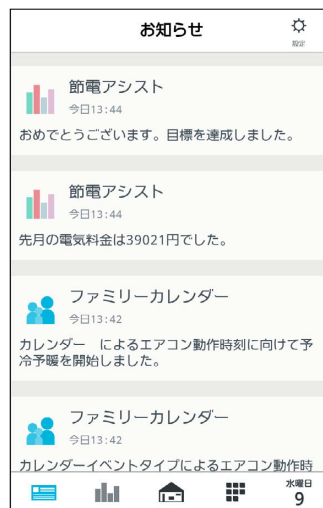 お知らせ
設定
節電アシスト
今日13:44
おめでとうございます。目標を達成しました。
節電アシスト
今日13:44
先月の電気料金は39021円でした。
ファミリーカレンダー
今日13:42
カレンダー　によるエアコン動作時刻に向けて予
冷予暖を開始しました。
ファミリーカレンダー
今日13:42
カレンダーイベントタイプによるエアコン動作時
水曜日
9